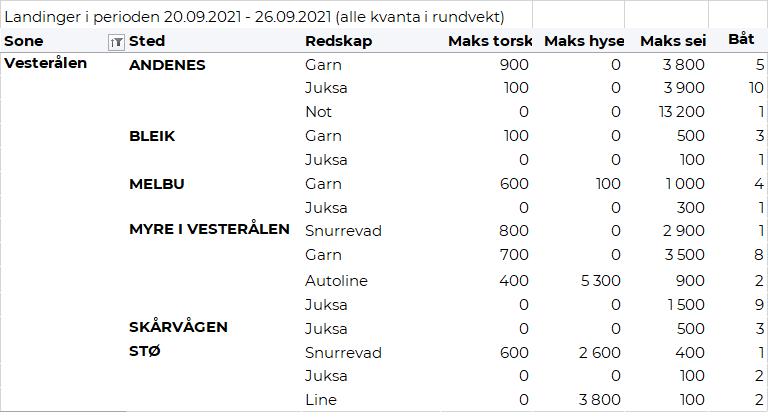 Landinger i perioden 20.09.2021 - 26.09.2021 (alle kvanta i rundvekt)
Sone Sted Redskap Maks torsk Maks hyse Maks sei Båt
Vesterålen ANDENES Garn 900 0 3 800 5
Juksa 100 0 3 900 10
Not 0 0 13 200 1
BLEIK Garn 100 0 500 3
Juksa 0 0 100 1
MELBU Garn 600 100 1 000 4
Juksa 0 0 300 1
MYRE I VESTERÅLEN Snurrevad 800 0 2 900 1
Garn 700 0 3 500 8
Autoline 400 5 300 900 2
Juksa 0 0 1 500 9
SKÅRVÅGEN Juksa 0 0 500 3
STØ Snurrevad 600 2 600 400 1
Juksa 0 0 100 2
Line 0 3 800 100 2